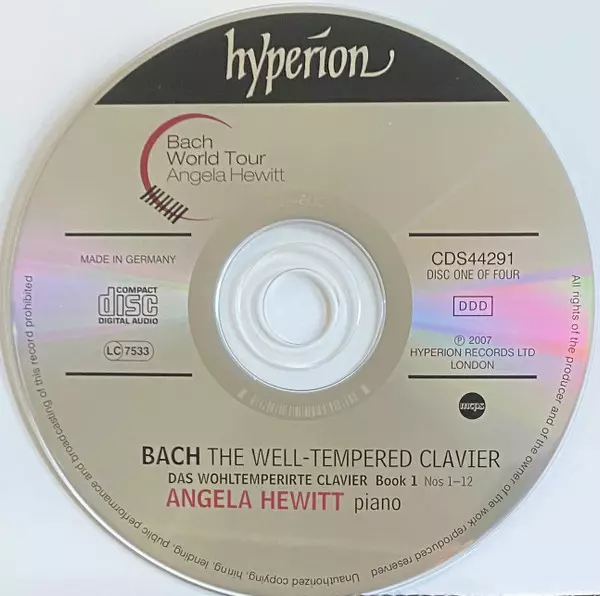 hyperion
Bach
World Tour
Angela Hewitt
MADE IN GERMANY
CDS44291
DISC ONE OF FOUR
COMPACT
disc
DIGITAL AUDIO
DDD
LC 7533
℗ 2007
HYPERION RECORDS LTD
LONDON
mcps
BACH THE WELL-TEMPERED CLAVIER
DAS WOHLTEMPERIRTE CLAVIER Book 1 Nos 1–12
ANGELA HEWITT piano
All rights of the producer and of the owner of the work reproduced reserved
Unauthorized copying, hiring, lending, public performance and broadcasting of this record prohibited